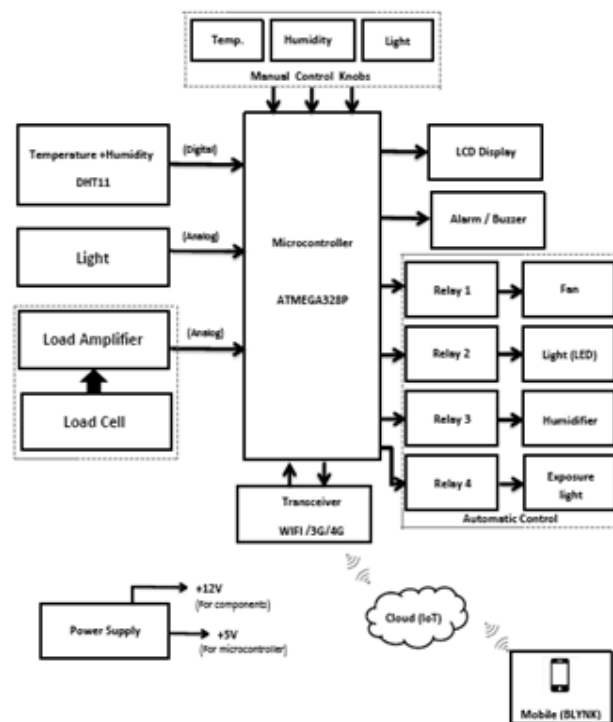 Temp.
Humidity
Light
Manual Control Knobs
Temperature +Humidity
DHT11
(Digital)
Light
(Analog)
Load Amplifier
(Analog)
Load Cell
Microcontroller
ATMEGA328P
LCD Display
Alarm / Buzzer
Relay 1
Fan
Relay 2
Light (LED)
Relay 3
Humidifier
Relay 4
Exposure
light
Automatic Control
Transceiver
WIFI /3G/4G
Power Supply
+12V
(For components)
+5V
(For microcontroller)
Cloud (IoT)
Mobile (BLYNK)